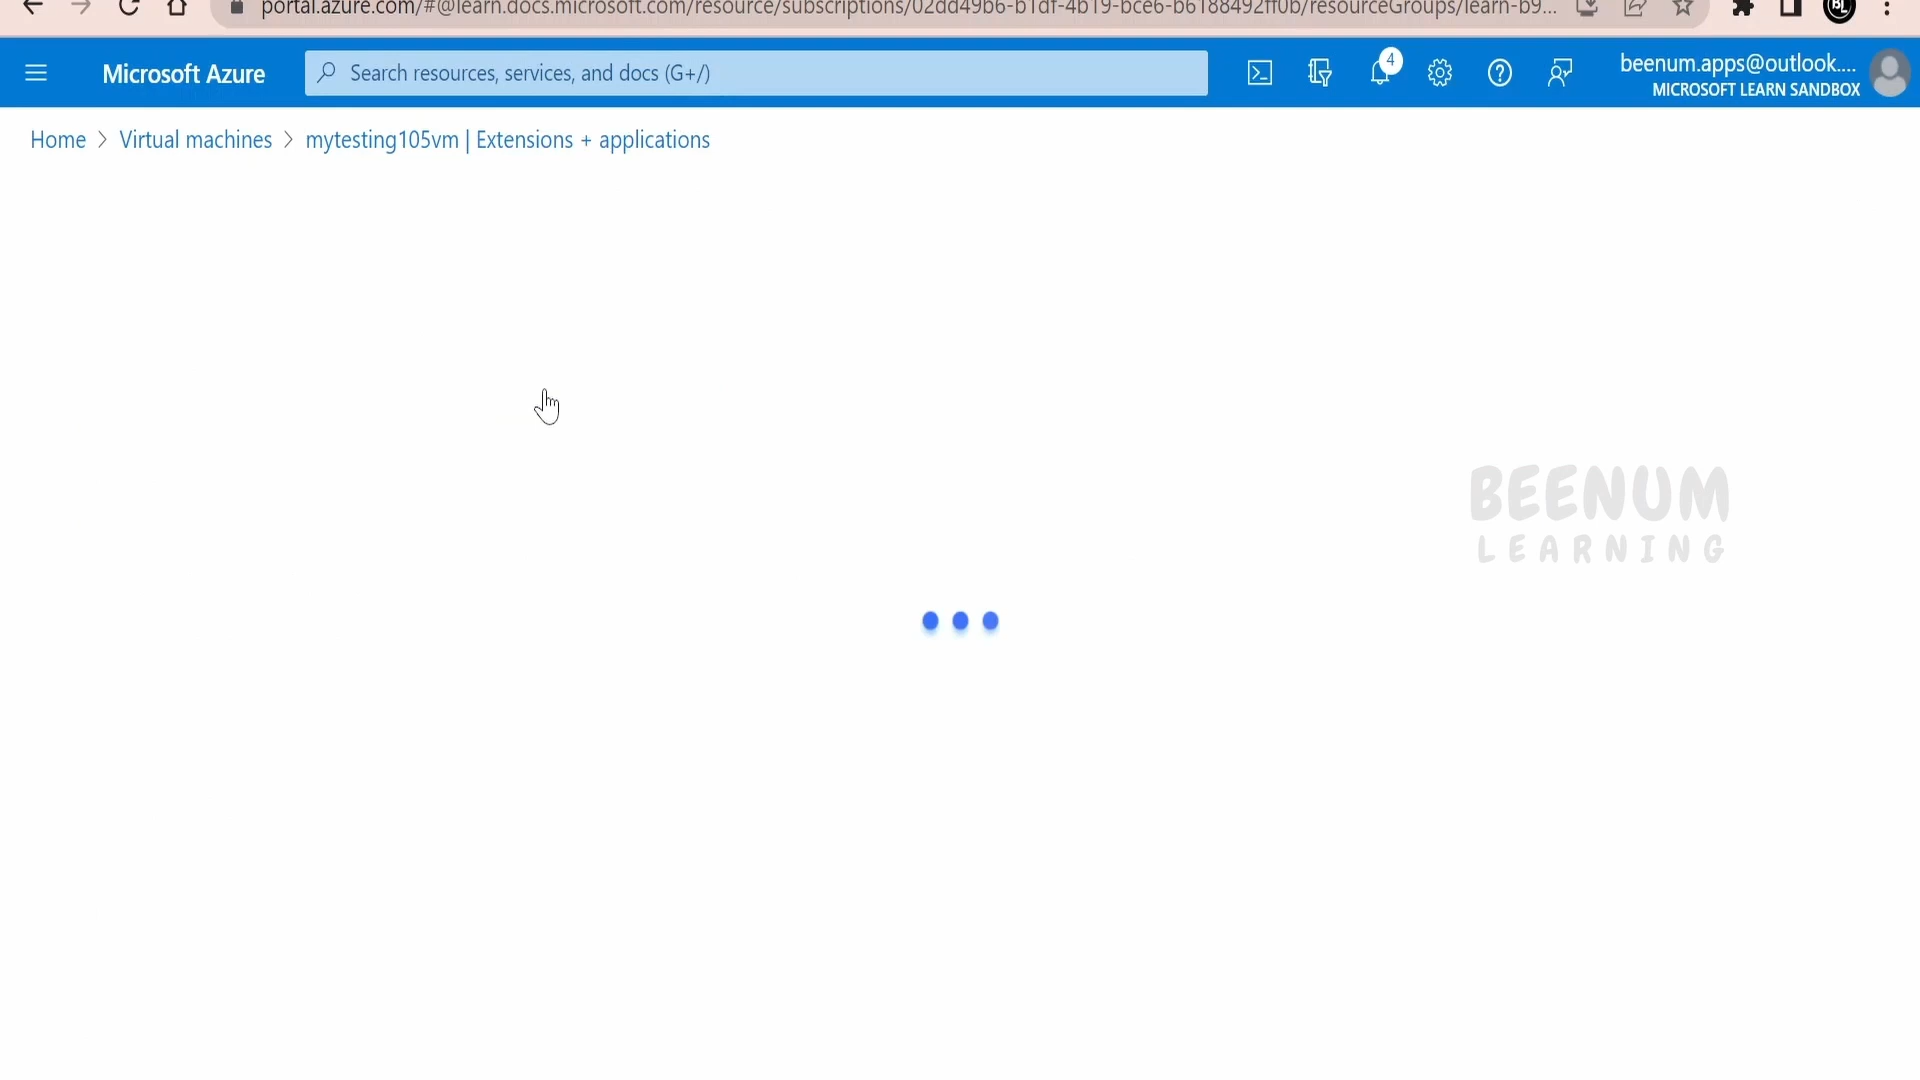 portal.azure.com/#@learn.docs.microsoft.com/resource/subscriptions/02dd49b6-b1df-4b19-bce6-b6188492ff0b/resourceGroups/learn-b9...
BL
Microsoft Azure
Search resources, services, and docs (G+/)
4
beenum.apps@outlook....
MICROSOFT LEARN SANDBOX
Home > Virtual machines > mytesting105vm | Extensions + applications
BEENUM
LEARNING